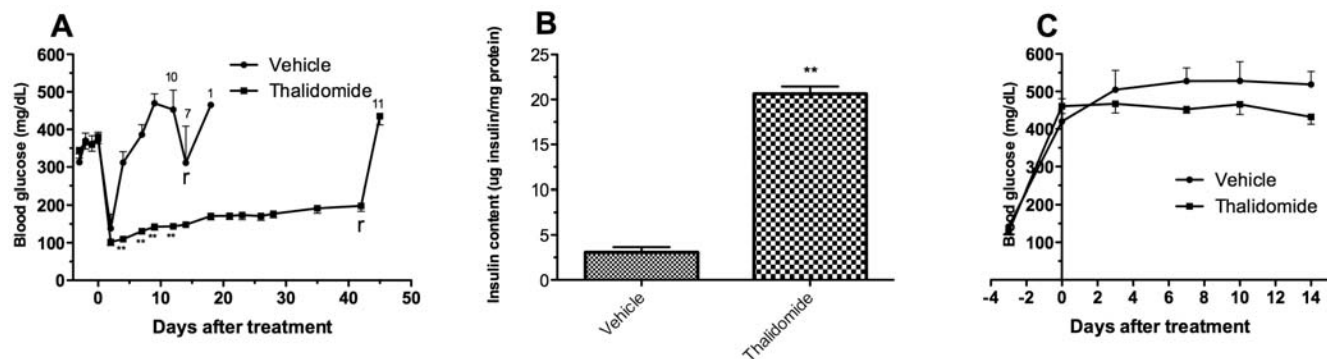 A
Blood glucose (mg/dL)
600
500
400
300
200
100
0
Vehicle
Thalidomide
10
7
1
11
r
r
**
**
**
**
0
10
20
30
40
50
Days after treatment
B
Insulin content (ug insulin/mg protein)
25
20
15
10
5
0
**
Vehicle
Thalidomide
C
Blood glucose (mg/dL)
600
500
400
300
200
100
Vehicle
Thalidomide
-4
-2
0
2
4
6
8
10
12
14
Days after treatment